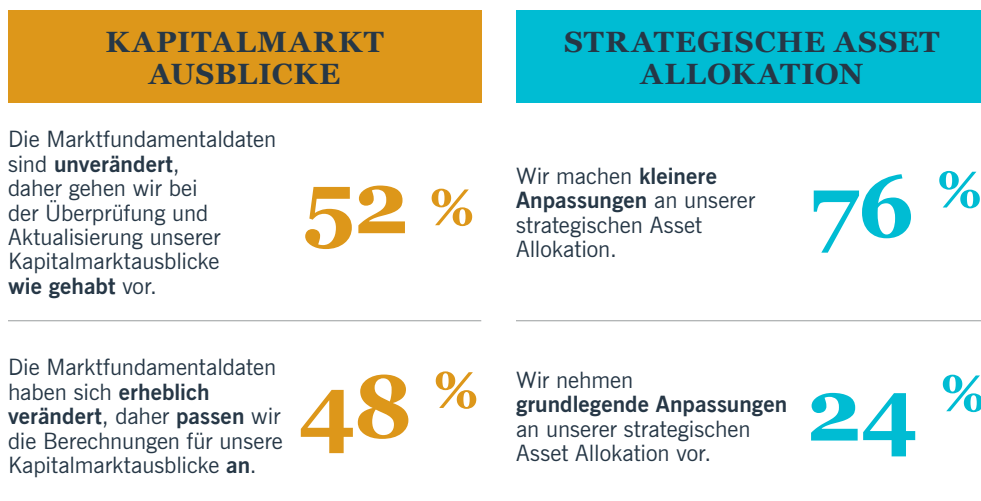 KAPITALMARKT
AUSBLICKE
Die Marktfundamentaldaten
sind unverändert,
daher gehen wir bei
der Überprüfung und
Aktualisierung unserer
Kapitalmarktausblicke
wie gehabt vor.
52 %
Die Marktfundamentaldaten
haben sich erheblich
verändert, daher passen wir
die Berechnungen für unsere
Kapitalmarktausblicke an.
48 %
STRATEGISCHE ASSET
ALLOKATION
Wir machen kleinere
Anpassungen an unserer
strategischen Asset
Allokation.
76 %
Wir nehmen
grundlegende Anpassungen
an unserer strategischen
Asset Allokation vor.
24 %